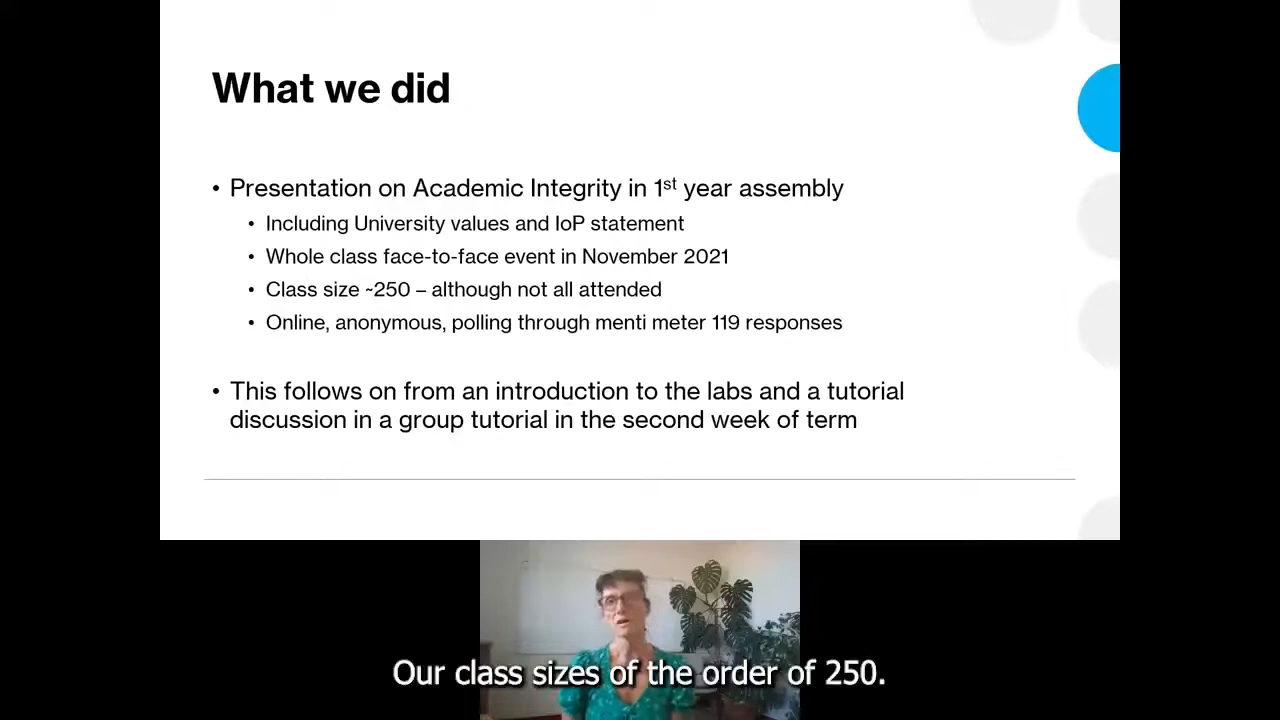 What we did
• Presentation on Academic Integrity in 1st year assembly
• Including University values and IoP statement
• Whole class face-to-face event in November 2021
• Class size ~250 – although not all attended
• Online, anonymous, polling through menti meter 119 responses
• This follows on from an introduction to the labs and a tutorial
discussion in a group tutorial in the second week of term
Our class sizes of the order of 250.